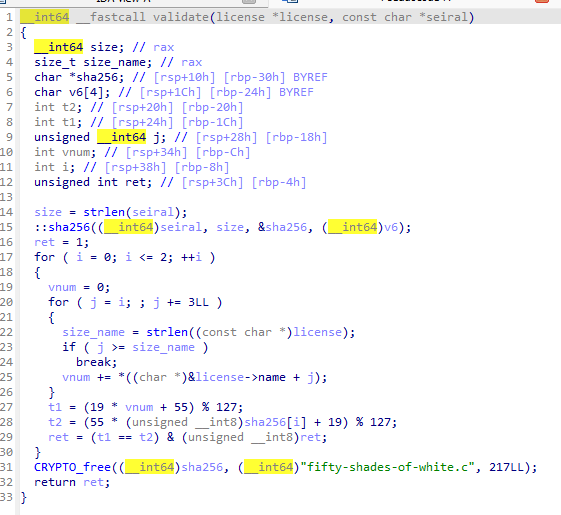 1 __int64 __fastcall validate(license *license, const char *seiral)
2 {
3 __int64 size; // rax
4 size_t size_name; // rax
5 char *sha256; // [rsp+10h] [rbp-30h] BYREF
6 char v6[4]; // [rsp+1Ch] [rbp-24h] BYREF
7 int t2; // [rsp+20h] [rbp-20h]
8 int t1; // [rsp+24h] [rbp-1Ch]
9 unsigned __int64 j; // [rsp+28h] [rbp-18h]
10 int vnum; // [rsp+34h] [rbp-Ch]
11 int i; // [rsp+38h] [rbp-8h]
12 unsigned int ret; // [rsp+3Ch] [rbp-4h]
13
14 size = strlen(seiral);
15 ::sha256((__int64)seiral, size, &sha256, (__int64)v6);
16 ret = 1;
17 for ( i = 0; i <= 2; ++i )
18 {
19 vnum = 0;
20 for ( j = i; ; j += 3LL )
21 {
22 size_name = strlen((const char *)license);
23 if ( j >= size_name )
24 break;
25 vnum += *((char *)&license->name + j);
26 }
27 t1 = (19 * vnum + 55) % 127;
28 t2 = (55 * (unsigned __int8)sha256[i] + 19) % 127;
29 ret = (t1 == t2) & (unsigned __int8)ret;
30 }
31 CRYPTO_free((__int64)sha256, (__int64)"fifty-shades-of-white.c", 217LL);
32 return ret;
33 }